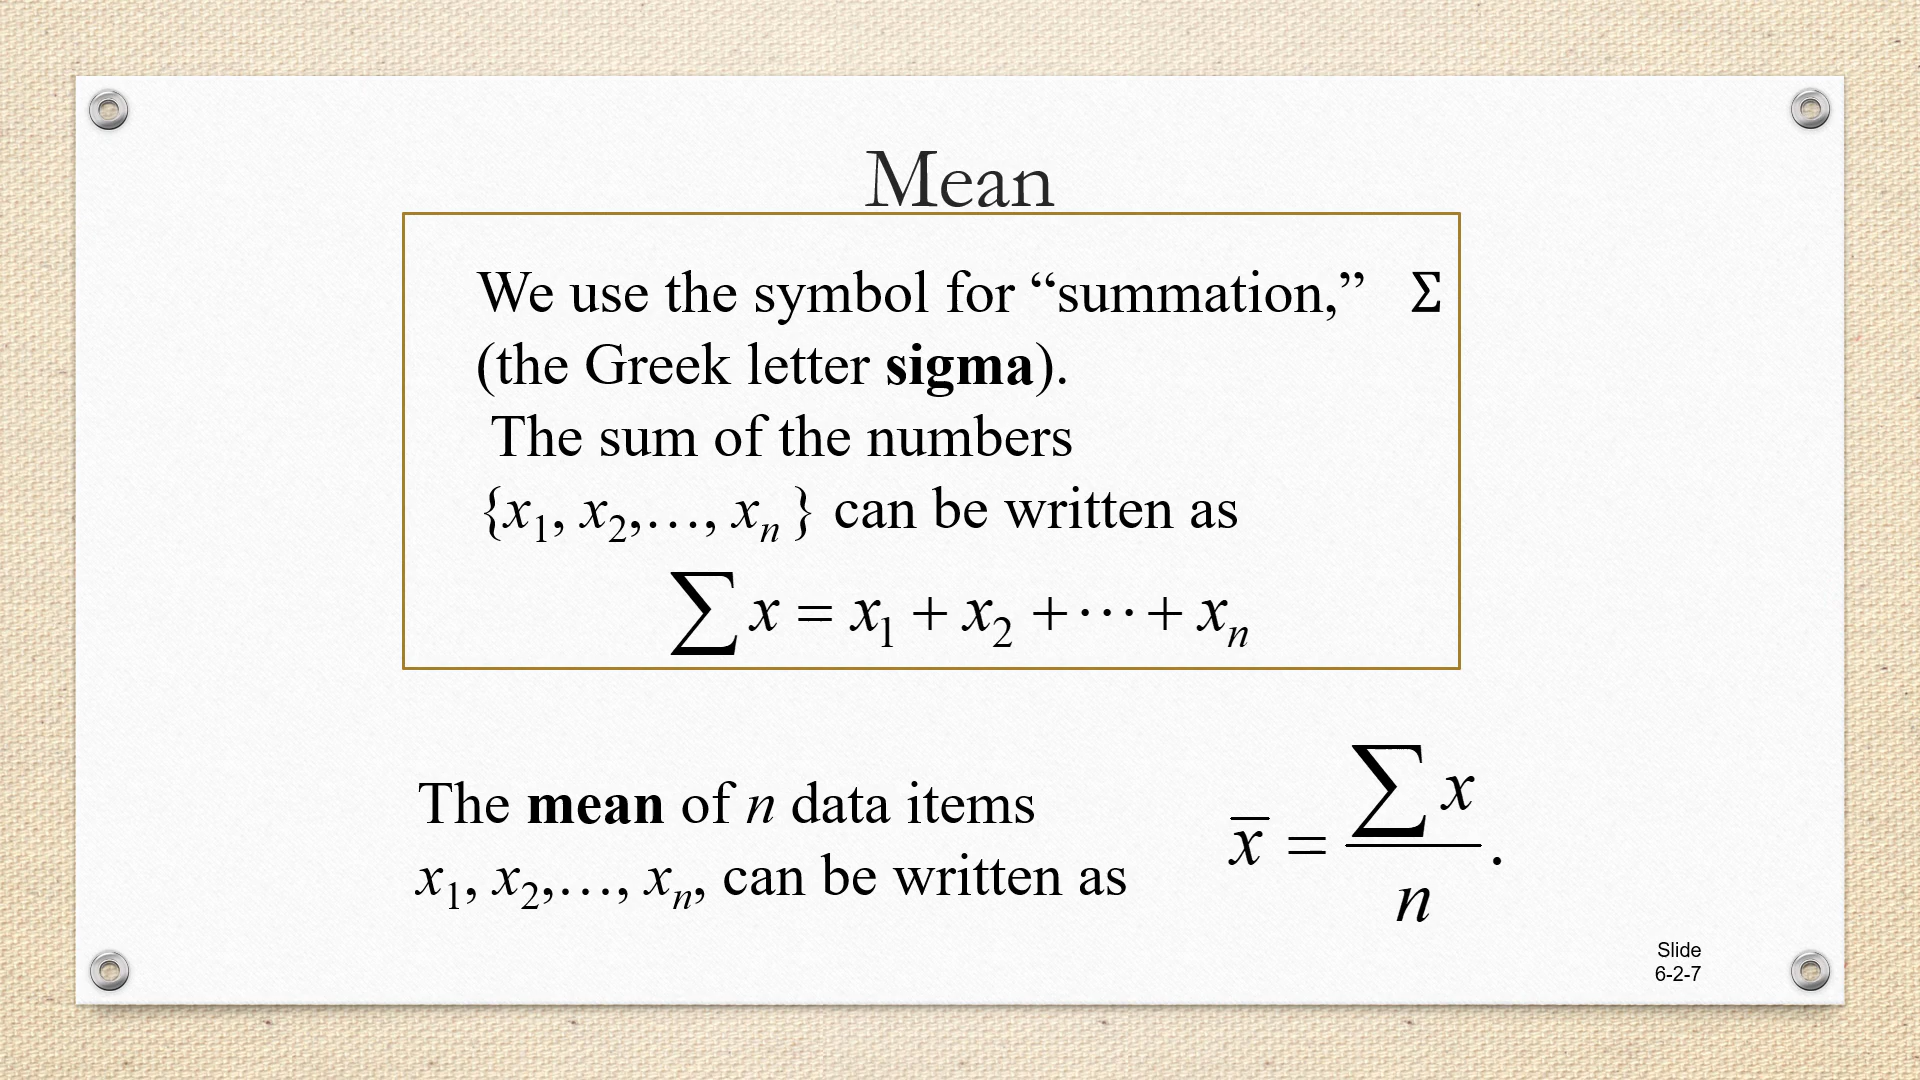 Mean
We use the symbol for “summation,” Σ
(the Greek letter sigma).
The sum of the numbers
{x₁, x₂,…, xₙ } can be written as
∑x = x₁ + x₂ + ⋯ + xₙ
The mean of n data items
x₁, x₂,…, xₙ, can be written as
x̄ = ∑x / n .
Slide
6-2-7